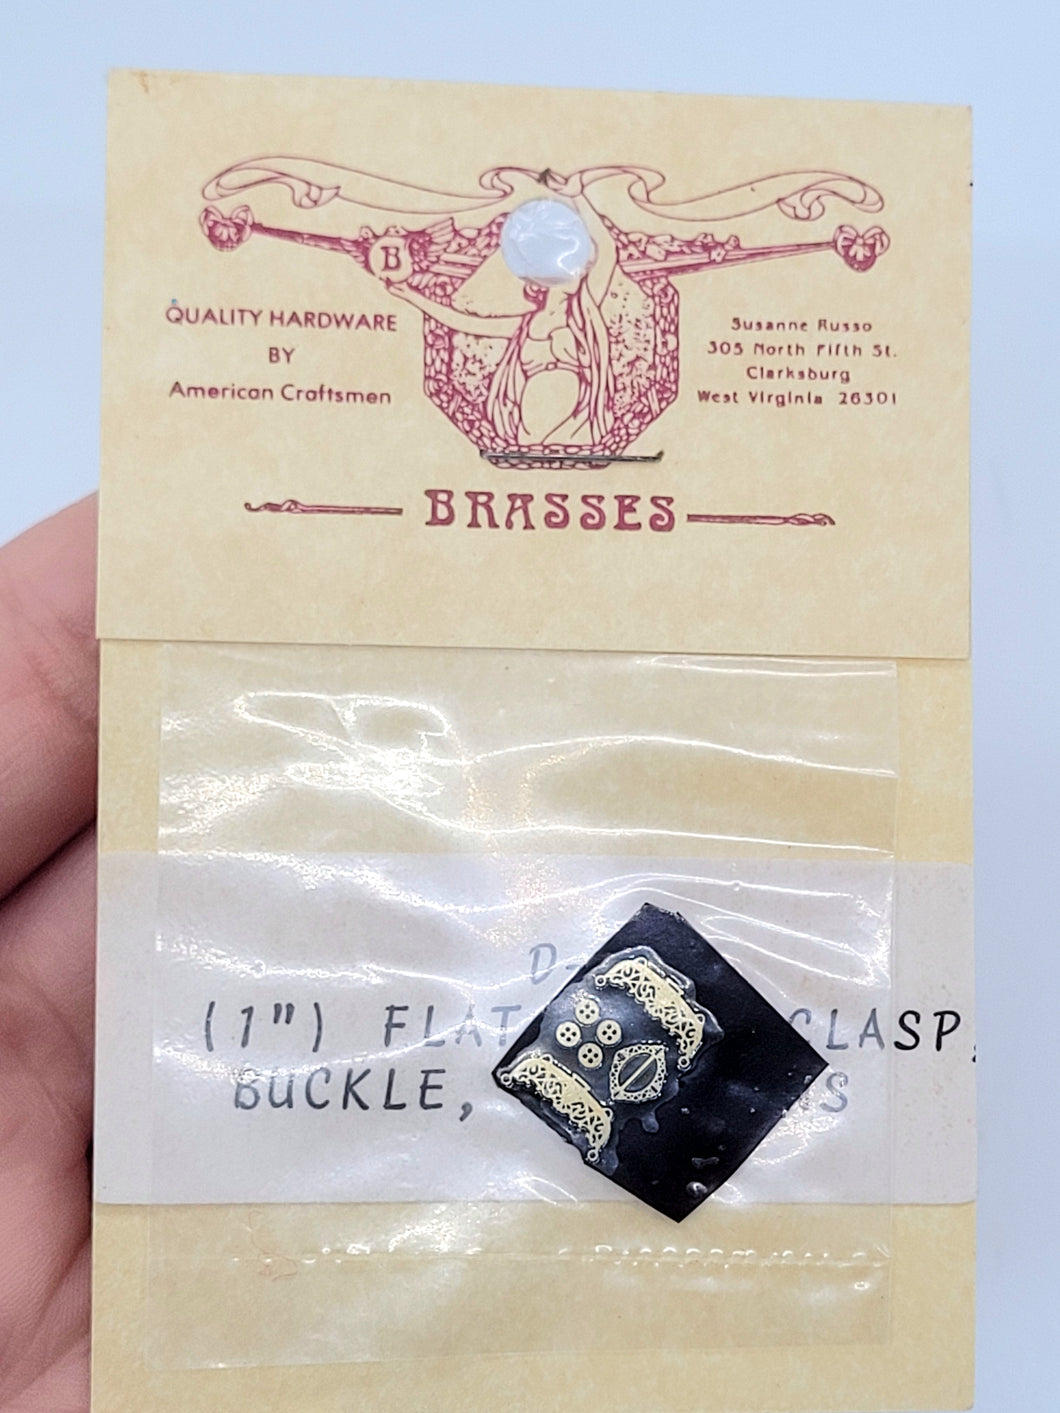 B
QUALITY HARDWARE
BY
American Craftsmen
Susanne Russo
305 North Fifth St.
Clarksburg
West Virginia 26301
BRASSES
D-
(1") FLAT CLASP,
BUCKLE,